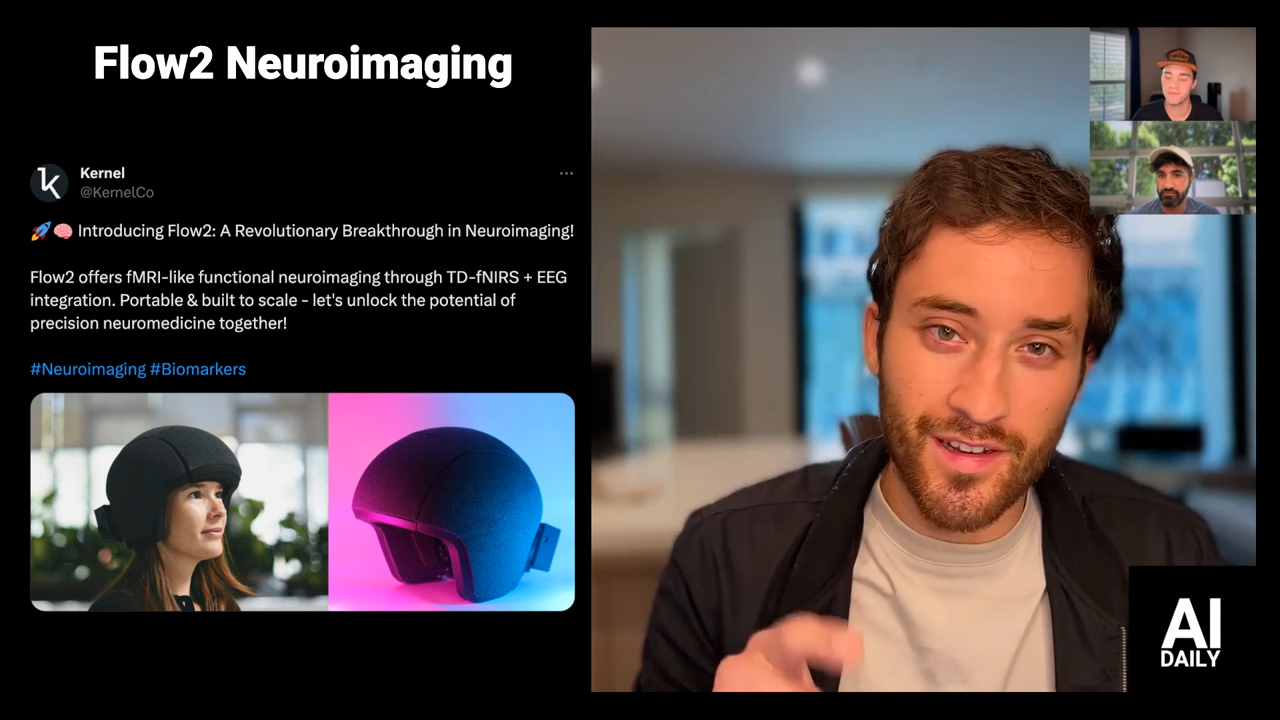 Flow2 Neuroimaging
Kernel
@KernelCo
🚀🧠 Introducing Flow2: A Revolutionary Breakthrough in Neuroimaging!
Flow2 offers fMRI-like functional neuroimaging through TD-fNIRS + EEG
integration. Portable & built to scale - let's unlock the potential of
precision neuromedicine together!
#Neuroimaging #Biomarkers
AI
DAILY